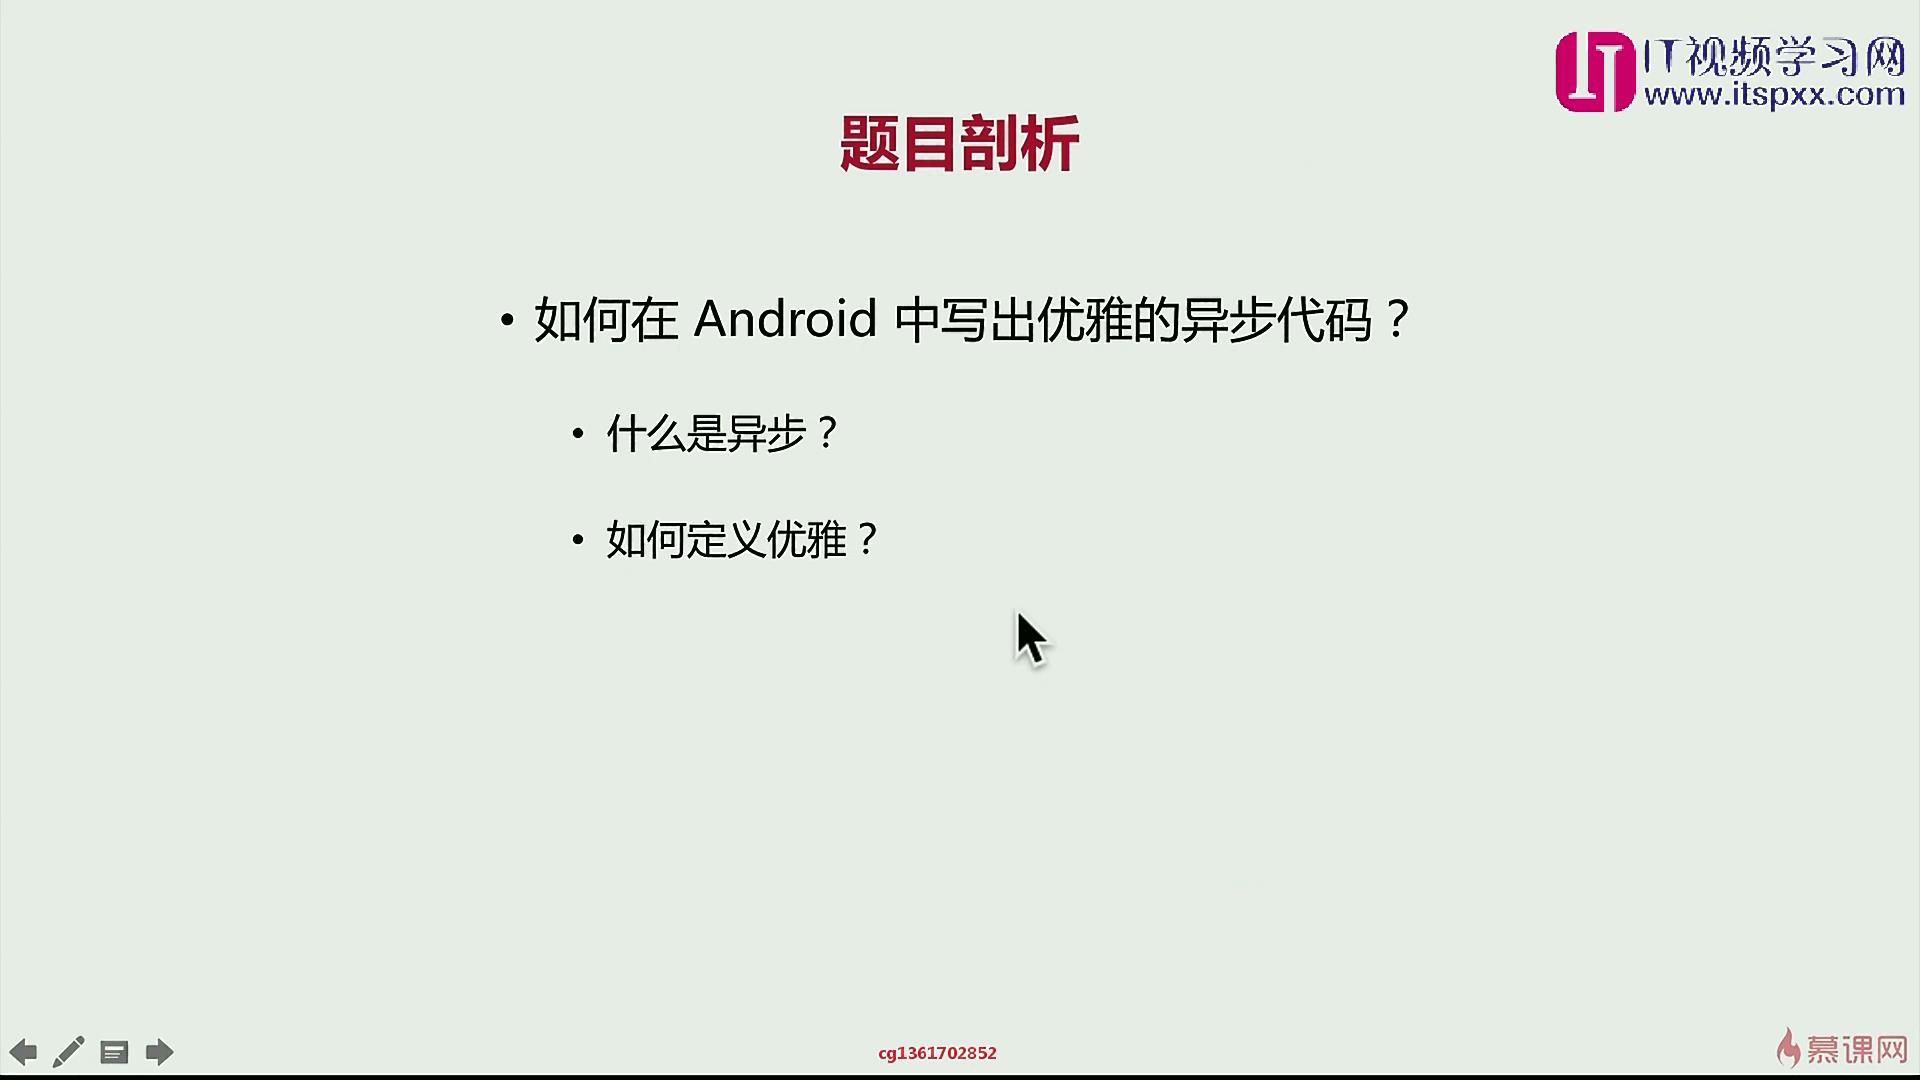 IT视频学习网
www.itspxx.com
题目剖析
• 如何在 Android 中写出优雅的异步代码？
• 什么是异步？
• 如何定义优雅？
cg1361702852
慕课网